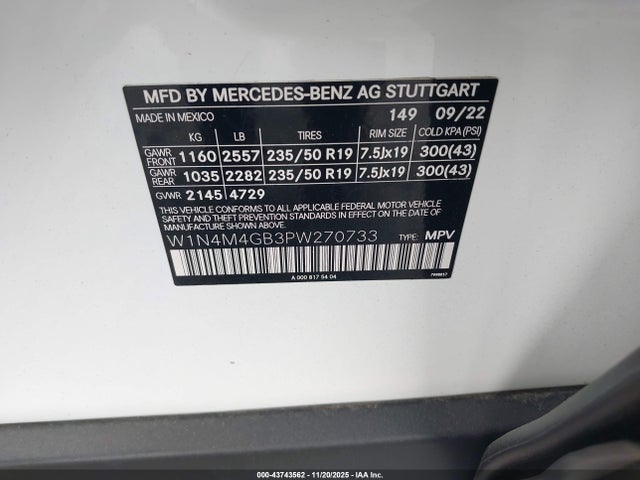 MFD BY MERCEDES-BENZ AG STUTTGART
MADE IN MEXICO 149 09/22
KG LB TIRES RIM SIZE COLD KPA (PSI)
GAWR FRONT 1160 2557 235/50 R19 7.5Jx19 300(43)
GAWR REAR 1035 2282 235/50 R19 7.5Jx19 300(43)
GVWR 2145 4729
THIS VEHICLE CONFORMS TO ALL APPLICABLE FEDERAL MOTOR VEHICLE
SAFETY AND THEFT PREVENTION STANDARDS IN EFFECT ON THE DATE OF
MANUFACTURE SHOWN ABOVE.
W1N4M4GB3PW270733 TYPE: MPV
A 000 817 54 04
000-43743562 - 11/20/2025 - IAA Inc.